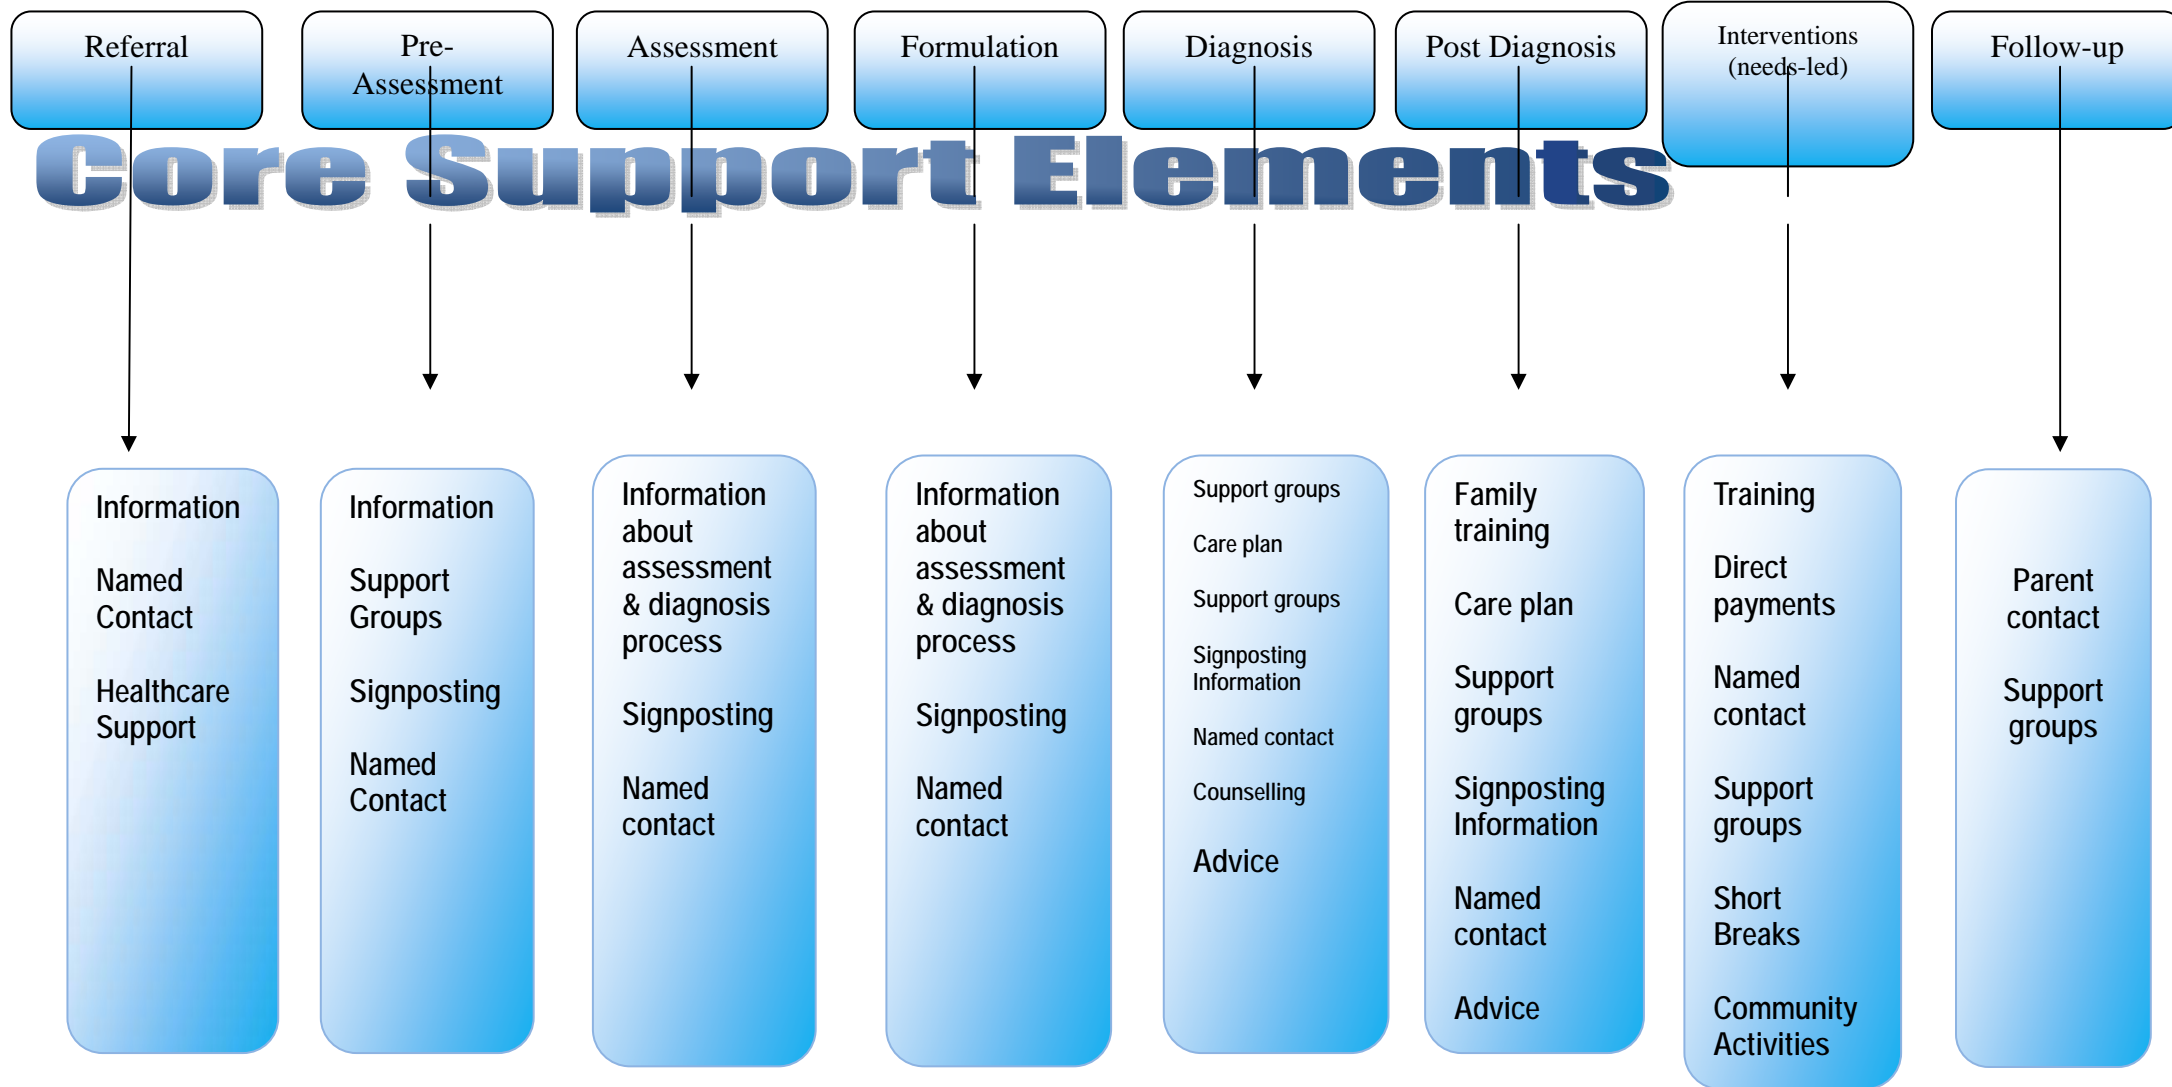 Referral
Pre-
Assessment
Assessment
Formulation
Diagnosis
Post Diagnosis
Interventions
(needs-led)
Follow-up
Core Support Elements
Information
Named
Contact
Healthcare
Support
Information
Support
Groups
Signposting
Named
Contact
Information
about
assessment
& diagnosis
process
Signposting
Named
contact
Information
about
assessment
& diagnosis
process
Signposting
Named
contact
Support groups
Care plan
Support groups
Signposting
Information
Named contact
Counselling
Advice
Family
training
Care plan
Support
groups
Signposting
Information
Named
contact
Advice
Training
Direct
payments
Named
contact
Support
groups
Short
Breaks
Community
Activities
Parent
contact
Support
groups